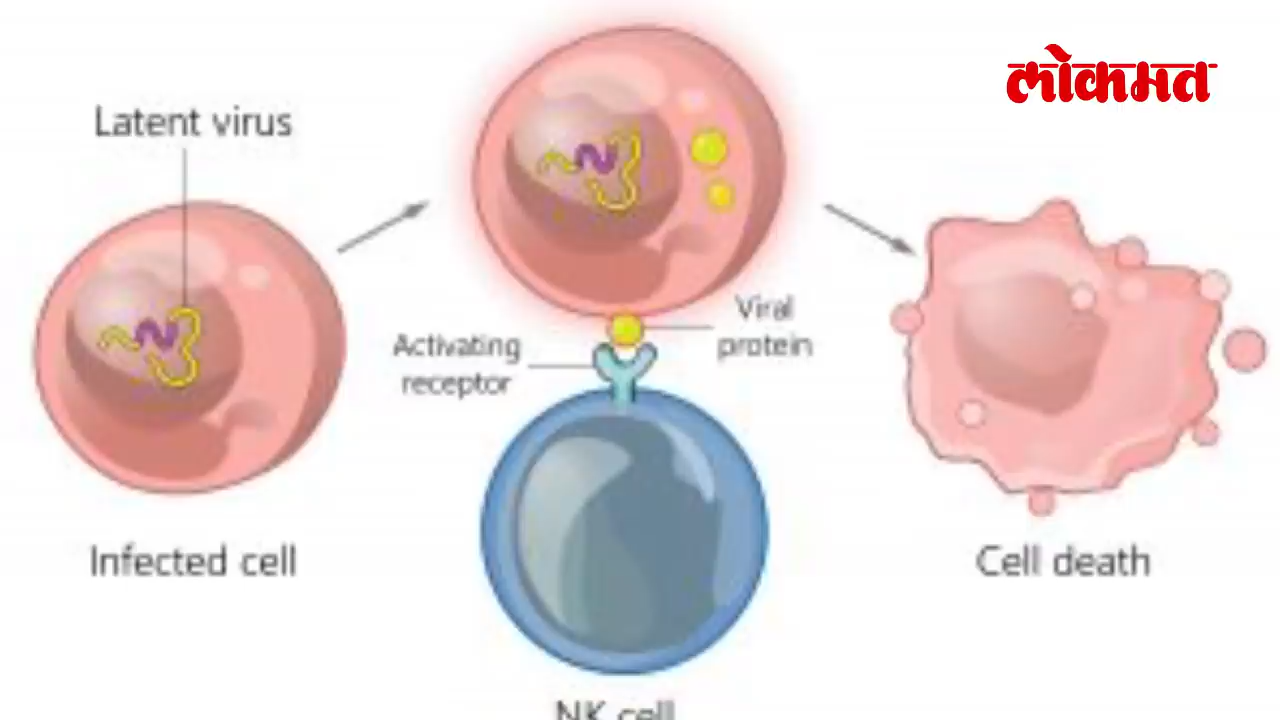 लोकमत
Latent virus
Viral
protein
Activating
receptor
Infected cell
Cell death
NK cell